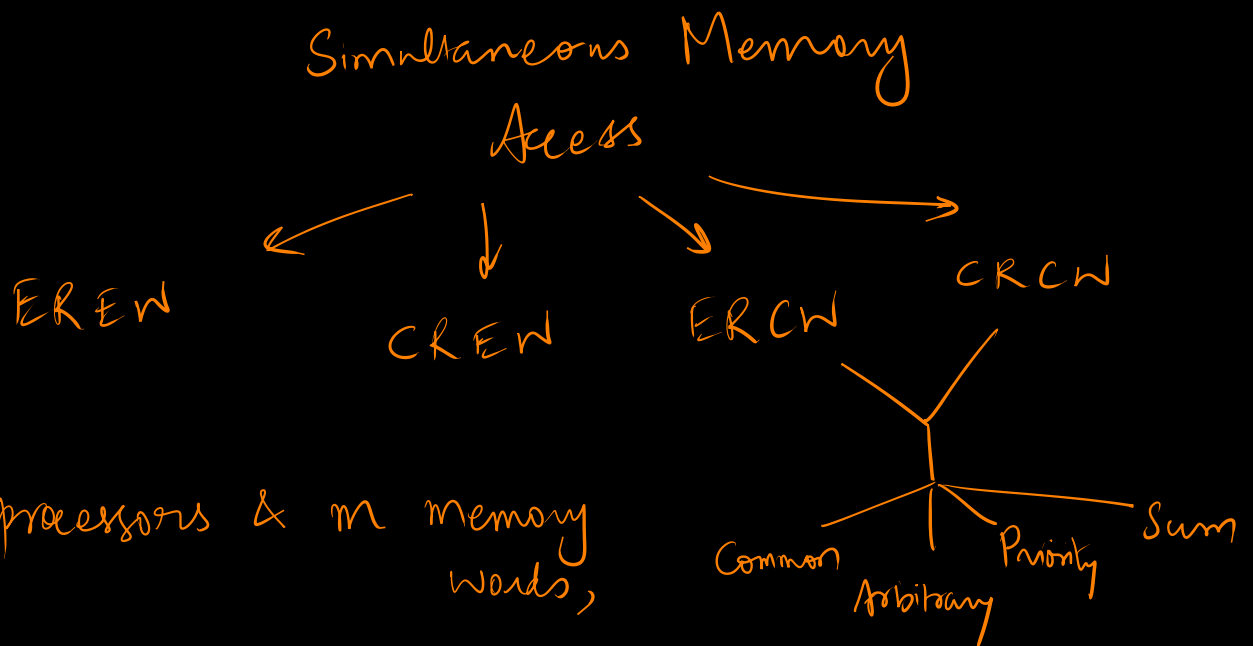 Simultaneous Memory
Access
EREW
CREW
ERCW
CRCW
processors & m memory
words,
Common
Arbitrary
Priority
Sum